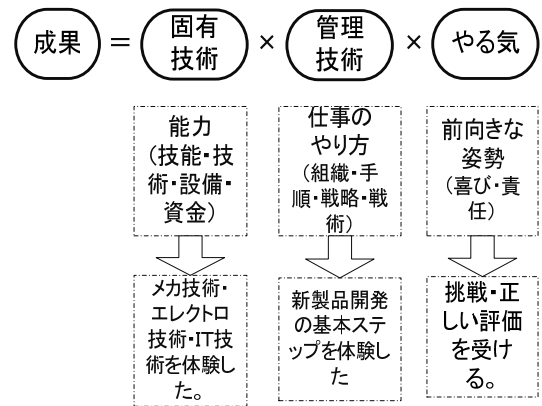 成果 = 固有 × 管理 × やる気
技術 技術
能力
(技能・技
術・設備・
資金)
仕事の
やり方
(組織・手
順・戦略・戦
術)
前向きな
姿勢
(喜び・責
任)
メカ技術・
エレクトロ
技術・IT技
術を体験し
た。
新製品開発
の基本ステ
ップを体験し
た
挑戦・正
しい評価
を受け
る。